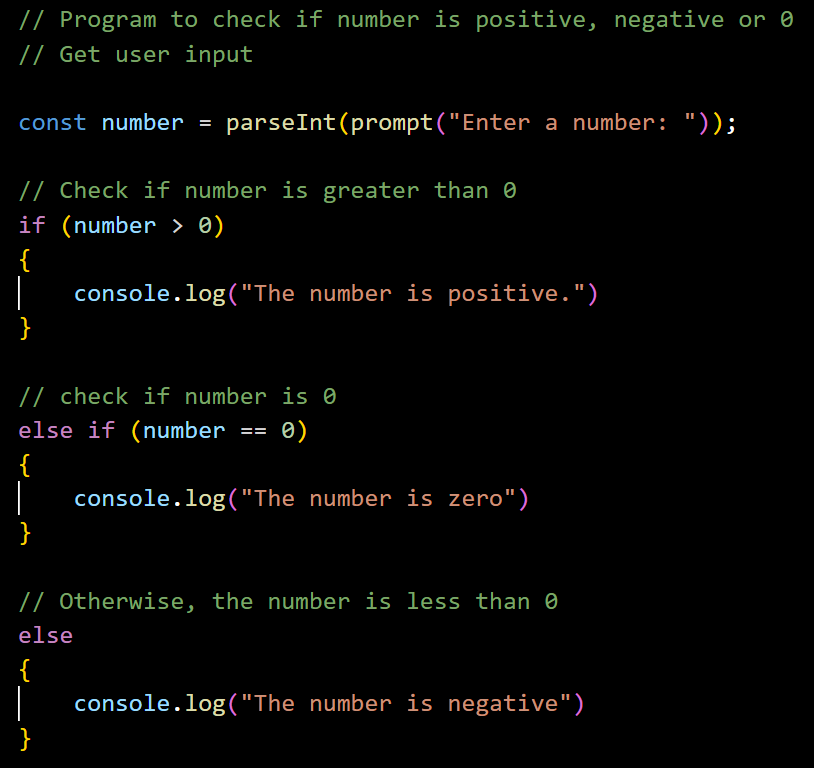 // Program to check if number is positive, negative or 0
// Get user input
const number = parseInt(prompt("Enter a number: "));
// Check if number is greater than 0
if (number > 0)
{
    console.log("The number is positive.")
}
// check if number is 0
else if (number == 0)
{
    console.log("The number is zero")
}
// Otherwise, the number is less than 0
else
{
    console.log("The number is negative")
}